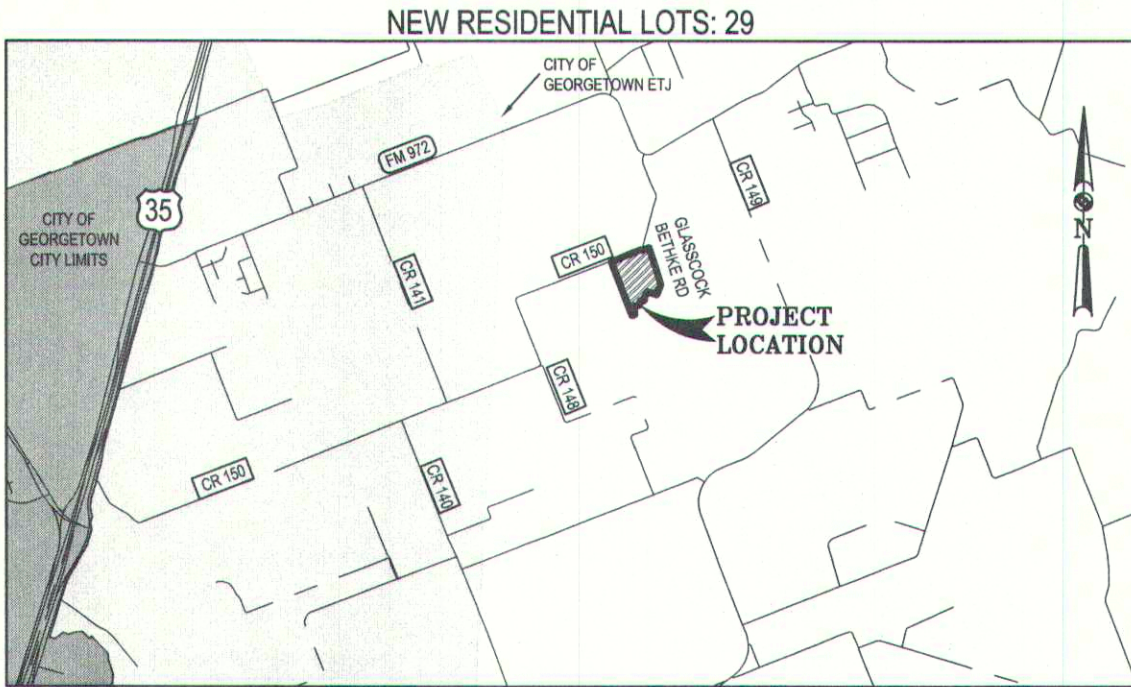 NEW RESIDENTIAL LOTS: 29
CITY OF
GEORGETOWN ETJ
FM 972
35
CITY OF
GEORGETOWN
CITY LIMITS
CR 149
GLASSCOCK
BETHKE RD
N
CR 150
CR 141
PROJECT
LOCATION
CR 148
CR 150
CR 140